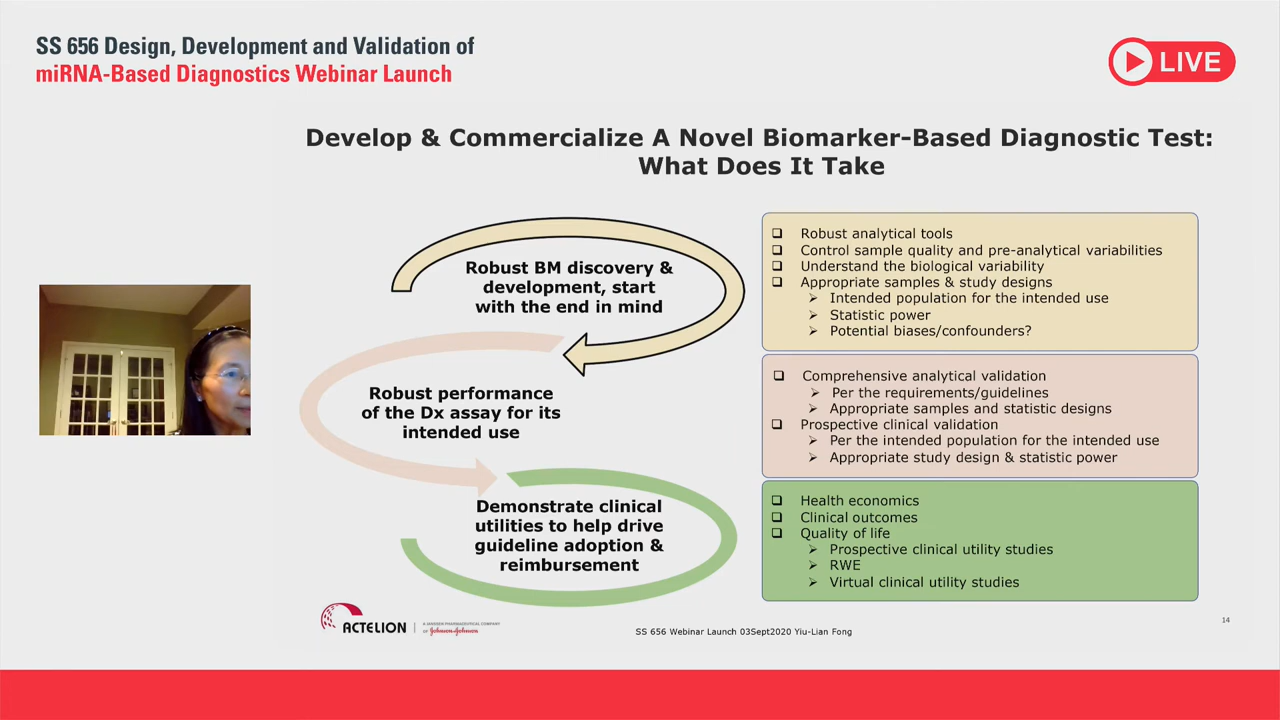 SS 656 Design, Development and Validation of
miRNA-Based Diagnostics Webinar Launch
LIVE
Develop & Commercialize A Novel Biomarker-Based Diagnostic Test:
What Does It Take
Robust BM discovery &
development, start
with the end in mind
Robust analytical tools
Control sample quality and pre-analytical variabilities
Understand the biological variability
Appropriate samples & study designs
Intended population for the intended use
Statistic power
Potential biases/confounders?
Robust performance
of the Dx assay for its
intended use
Comprehensive analytical validation
Per the requirements/guidelines
Appropriate samples and statistic designs
Prospective clinical validation
Per the intended population for the intended use
Appropriate study design & statistic power
Demonstrate clinical
utilities to help drive
guideline adoption &
reimbursement
Health economics
Clinical outcomes
Quality of life
Prospective clinical utility studies
RWE
Virtual clinical utility studies
ACTELION
A JANSSEN PHARMACEUTICAL COMPANY
OF Johnson & Johnson
SS 656 Webinar Launch 03Sept2020 Yiu-Lian Fong
14